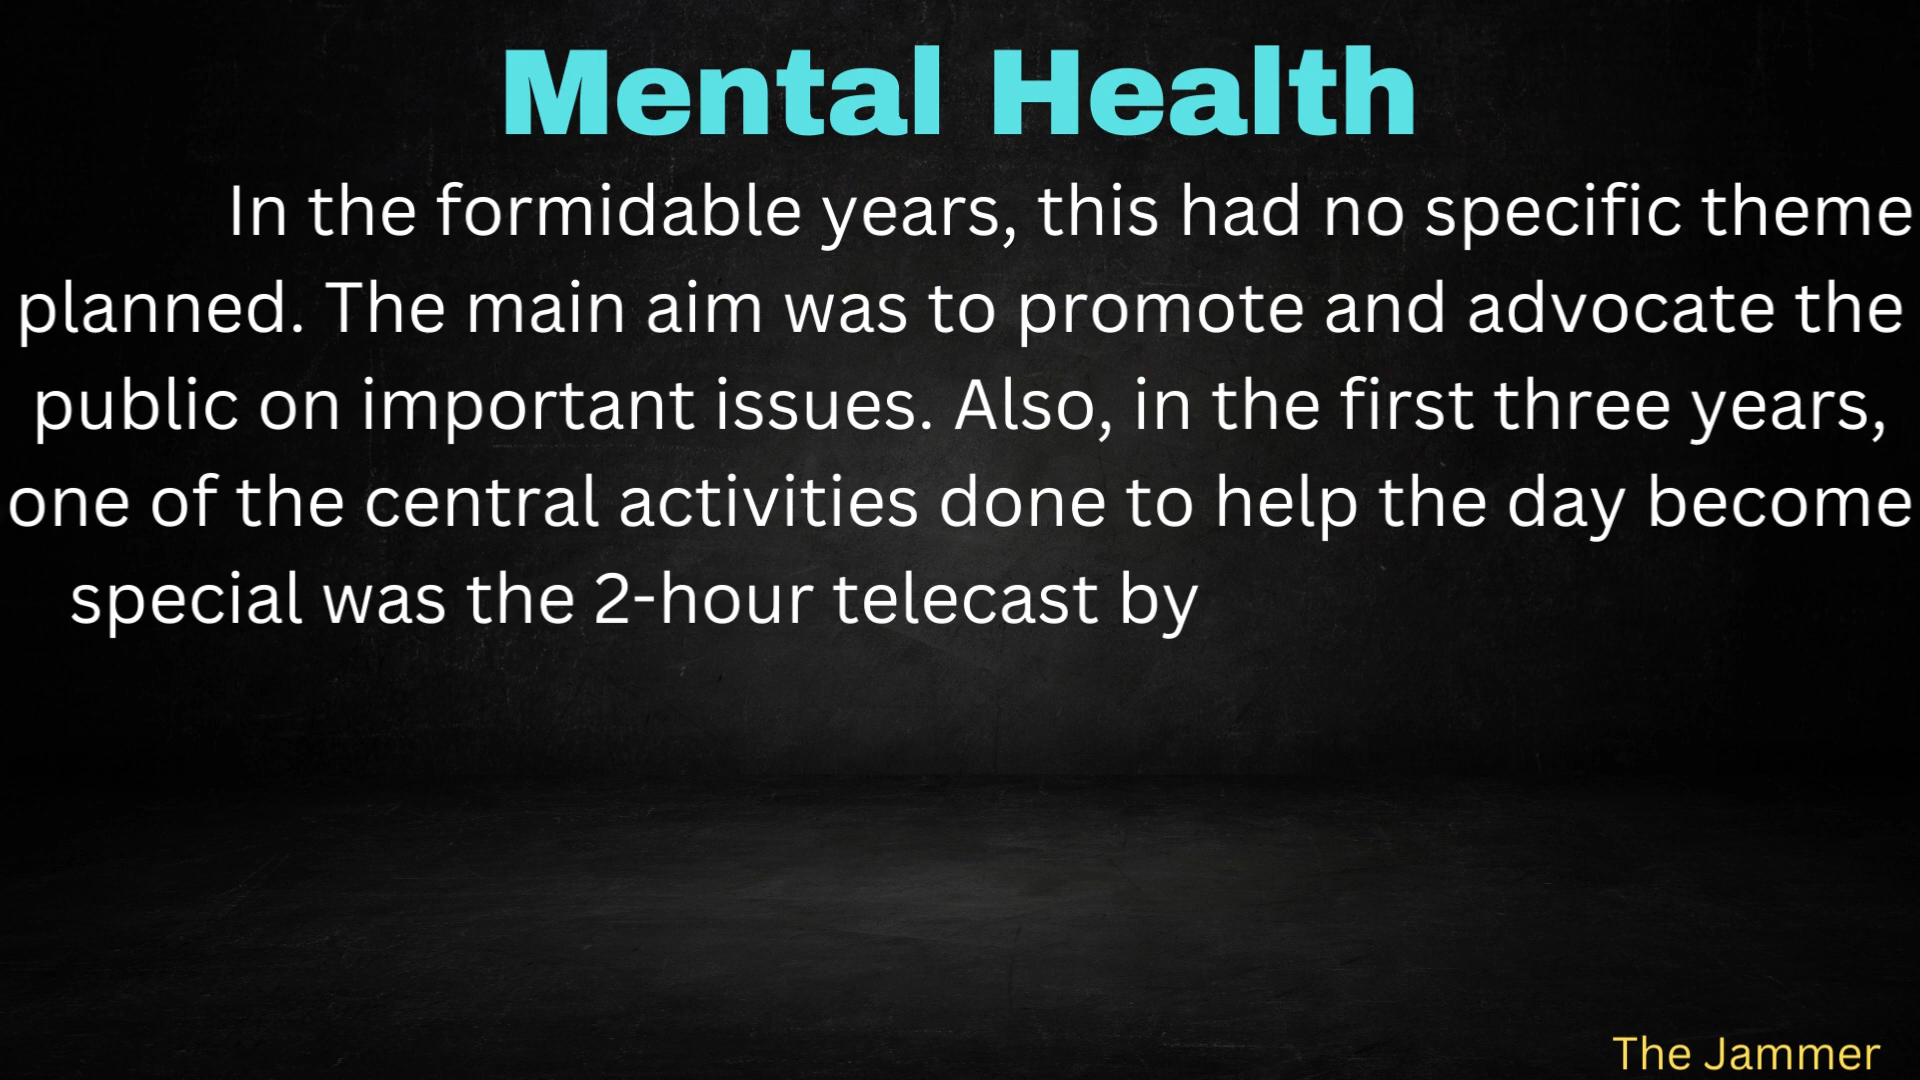 Mental Health
In the formidable years, this had no specific theme
planned. The main aim was to promote and advocate the
public on important issues. Also, in the first three years,
one of the central activities done to help the day become
special was the 2-hour telecast by
The Jammer